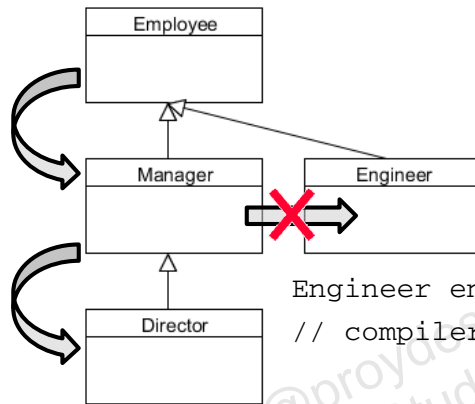 Employee
Manager
Engineer
Engineer en
Director
// compiler